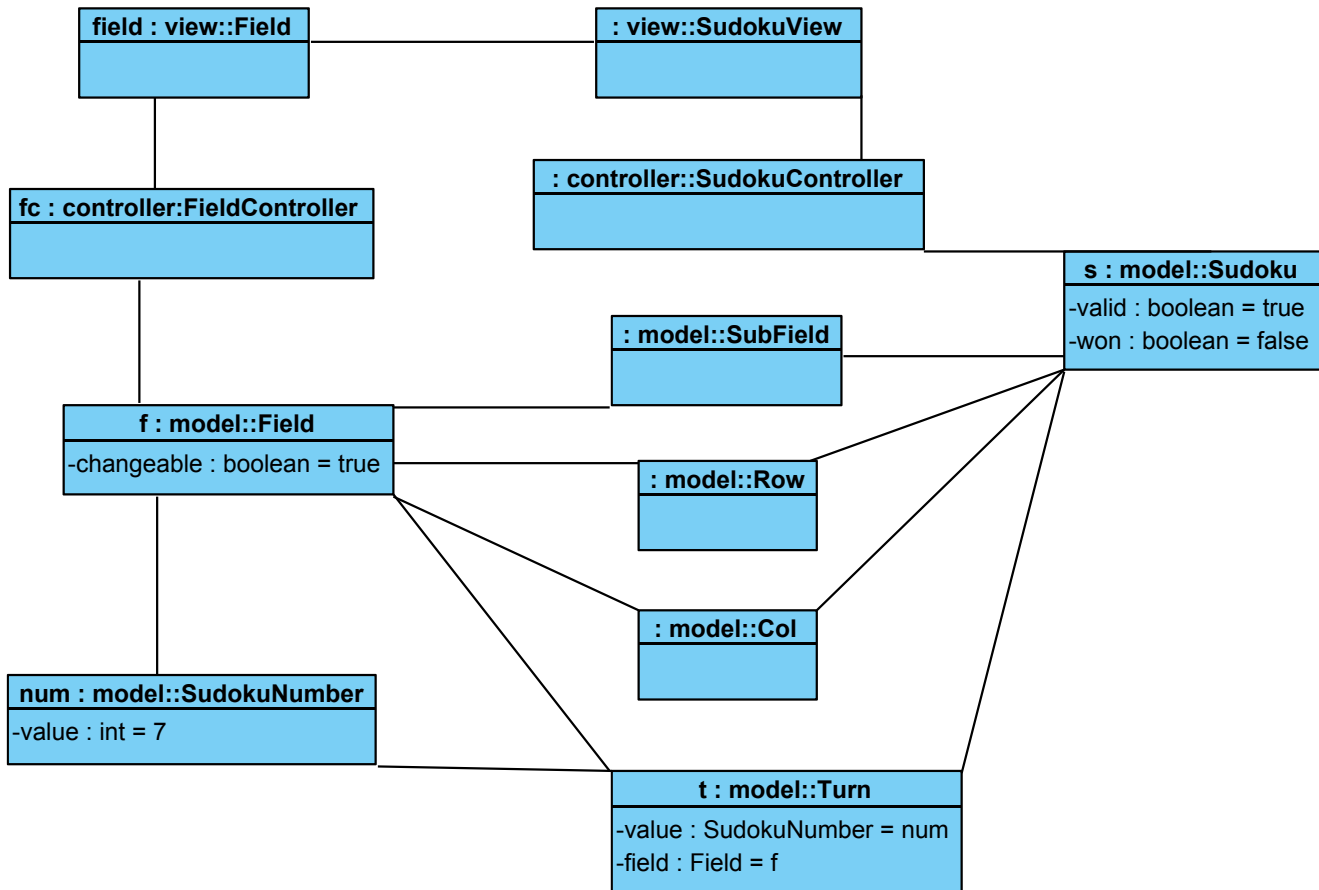 field : view::Field
: view::SudokuView
: controller::SudokuController
fc : controller:FieldController
s : model::Sudoku
-valid : boolean = true
-won : boolean = false
: model::SubField
f : model::Field
-changeable : boolean = true
: model::Row
: model::Col
num : model::SudokuNumber
-value : int = 7
t : model::Turn
-value : SudokuNumber = num
-field : Field = f